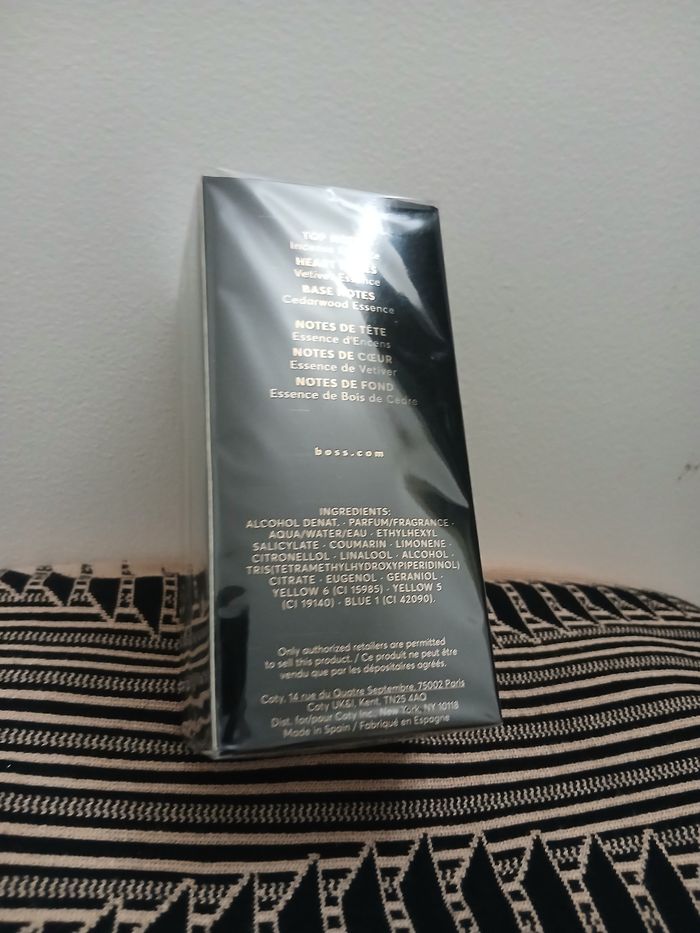 TOP
Incense
HEART NOTES
Vetiver Essence
BASE NOTES
Cedarwood Essence
NOTES DE TÊTE
Essence d'Encens
NOTES DE CŒUR
Essence de Vetiver
NOTES DE FOND
Essence de Bois de Cèdre
boss.com
INGREDIENTS:
ALCOHOL DENAT. · PARFUM/FRAGRANCE ·
AQUA/WATER/EAU · ETHYLHEXYL
SALICYLATE · COUMARIN · LIMONENE ·
CITRONELLOL · LINALOOL · ALCOHOL ·
TRIS(TETRAMETHYLHYDROXYPIPERIDINOL)
CITRATE · EUGENOL · GERANIOL ·
YELLOW 6 (CI 15985) · YELLOW 5
(CI 19140) · BLUE 1 (CI 42090).
Only authorized retailers are permitted
to sell this product. / Ce produit ne peut être
vendu que par les dépositaires agréés.
Coty, 14 rue du Quatre Septembre, 75002 Paris
Coty UK&I, Kent, TN25 4AQ
Dist. for/pour Coty Inc. New York, NY 10118
Made in Spain / Fabriqué en Espagne